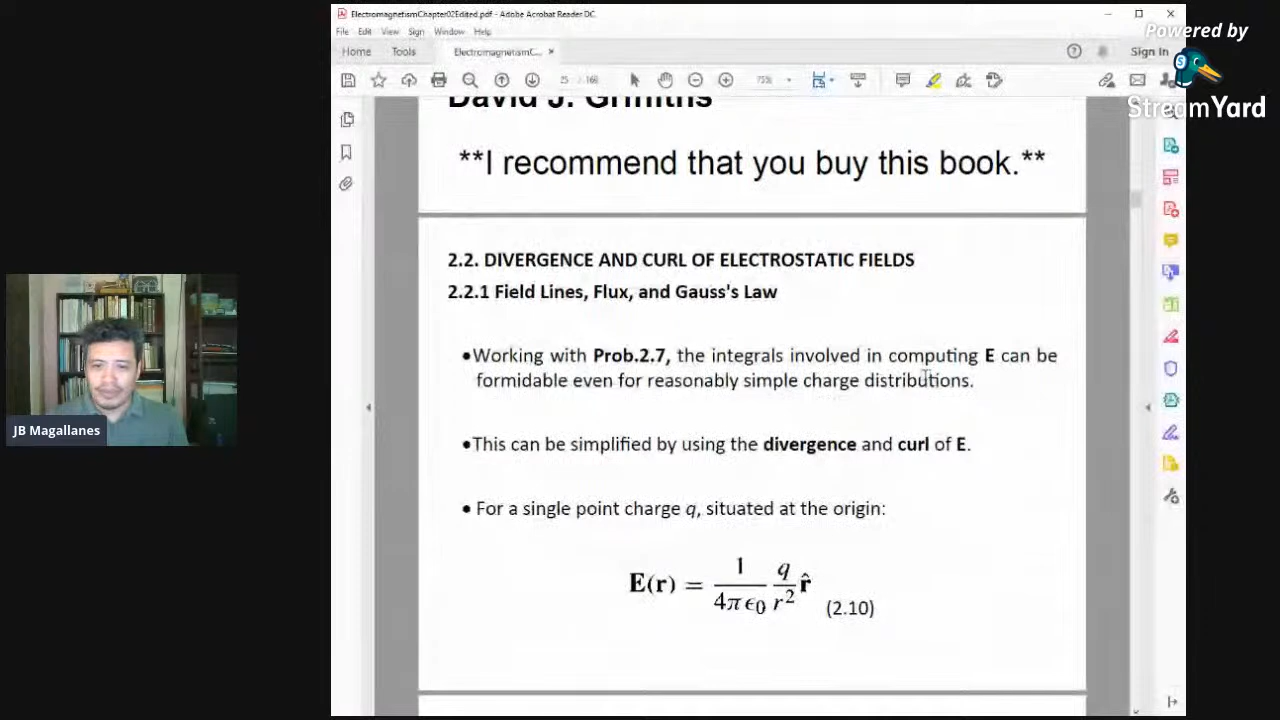 ElectromagnetismChapter02Edited.pdf - Adobe Acrobat Reader DC
File Edit View Sign Window Help
Home Tools ElectromagnetismC... ×
Sign In
25 / 168
75%
Powered by
StreamYard
David J. Griffiths
**I recommend that you buy this book.**
2.2. DIVERGENCE AND CURL OF ELECTROSTATIC FIELDS
2.2.1 Field Lines, Flux, and Gauss's Law
•Working with Prob.2.7, the integrals involved in computing E can be
formidable even for reasonably simple charge distributions.
•This can be simplified by using the divergence and curl of E.
• For a single point charge q, situated at the origin:
E(r) = 1/4πϵ0 q/r² r̂ (2.10)
JB Magallanes